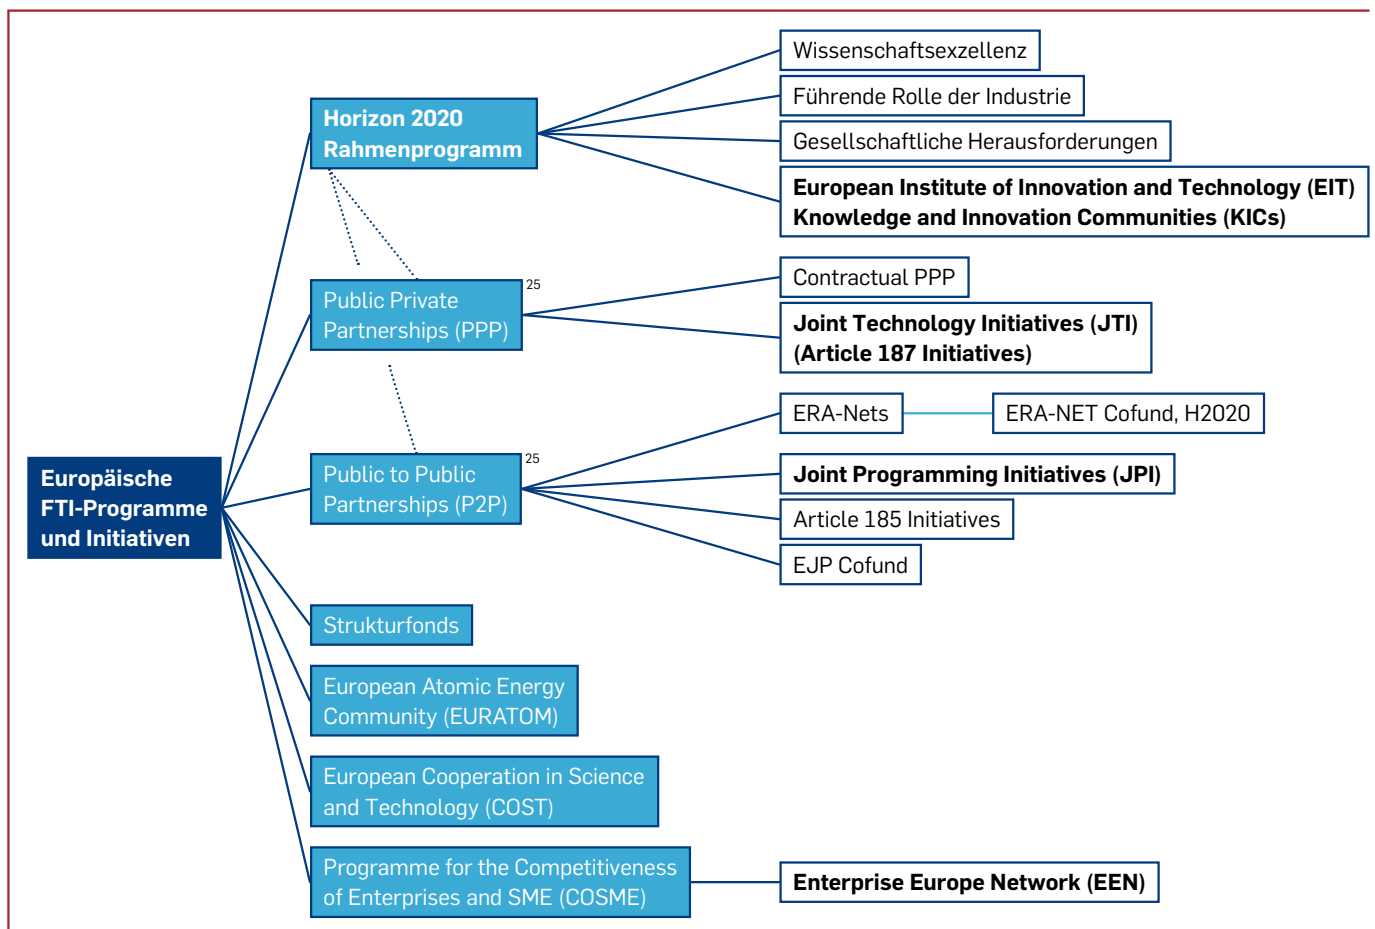 Europäische
FTI-Programme
und Initiativen
Horizon 2020
Rahmenprogramm
Wissenschaftsexzellenz
Führende Rolle der Industrie
Gesellschaftliche Herausforderungen
European Institute of Innovation and Technology (EIT)
Knowledge and Innovation Communities (KICs)
Public Private
Partnerships (PPP)
25
Contractual PPP
Joint Technology Initiatives (JTI)
(Article 187 Initiatives)
Public to Public
Partnerships (P2P)
25
ERA-Nets
ERA-NET Cofund, H2020
Joint Programming Initiatives (JPI)
Article 185 Initiatives
EJP Cofund
Strukturfonds
European Atomic Energy
Community (EURATOM)
European Cooperation in Science
and Technology (COST)
Programme for the Competitiveness
of Enterprises and SME (COSME)
Enterprise Europe Network (EEN)